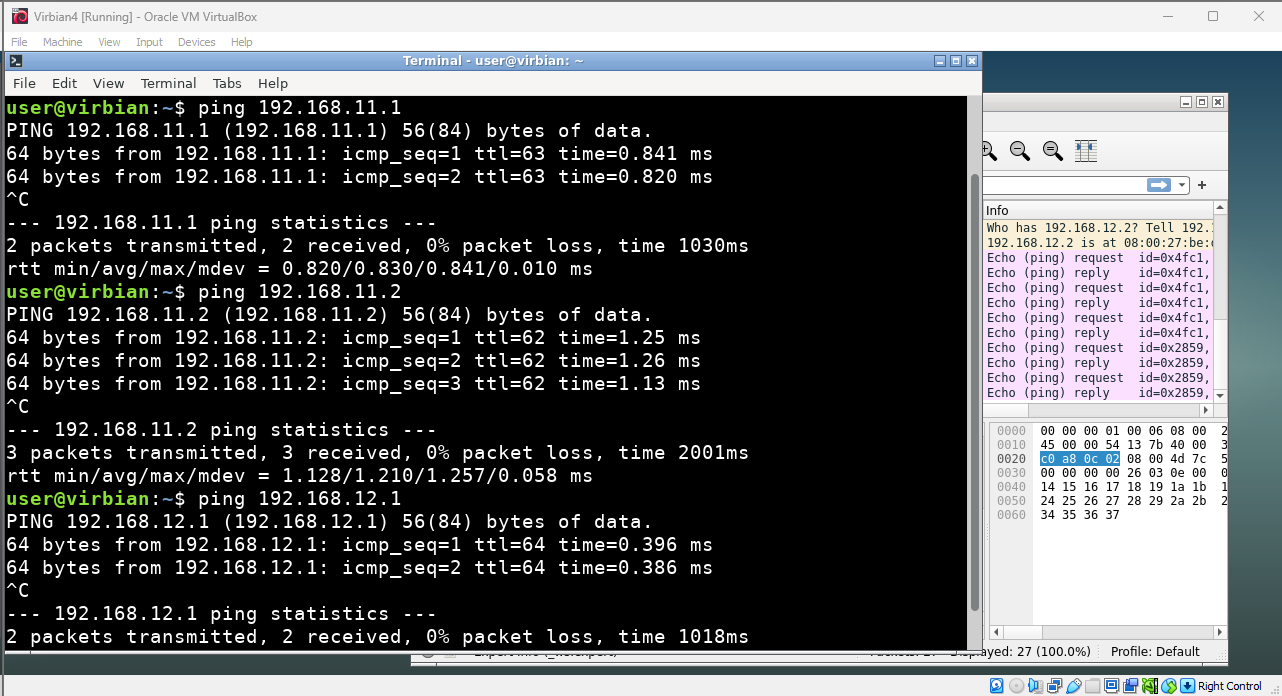 Virbian4 [Running] - Oracle VM VirtualBox
File Machine View Input Devices Help
Terminal - user@virbian: ~
File Edit View Terminal Tabs Help
user@virbian:~$ ping 192.168.11.1
PING 192.168.11.1 (192.168.11.1) 56(84) bytes of data.
64 bytes from 192.168.11.1: icmp_seq=1 ttl=63 time=0.841 ms
64 bytes from 192.168.11.1: icmp_seq=2 ttl=63 time=0.820 ms
^C
--- 192.168.11.1 ping statistics ---
2 packets transmitted, 2 received, 0% packet loss, time 1030ms
rtt min/avg/max/mdev = 0.820/0.830/0.841/0.010 ms
user@virbian:~$ ping 192.168.11.2
PING 192.168.11.2 (192.168.11.2) 56(84) bytes of data.
64 bytes from 192.168.11.2: icmp_seq=1 ttl=62 time=1.25 ms
64 bytes from 192.168.11.2: icmp_seq=2 ttl=62 time=1.26 ms
64 bytes from 192.168.11.2: icmp_seq=3 ttl=62 time=1.13 ms
^C
--- 192.168.11.2 ping statistics ---
3 packets transmitted, 3 received, 0% packet loss, time 2001ms
rtt min/avg/max/mdev = 1.128/1.210/1.257/0.058 ms
user@virbian:~$ ping 192.168.12.1
PING 192.168.12.1 (192.168.12.1) 56(84) bytes of data.
64 bytes from 192.168.12.1: icmp_seq=1 ttl=64 time=0.396 ms
64 bytes from 192.168.12.1: icmp_seq=2 ttl=64 time=0.386 ms
^C
--- 192.168.12.1 ping statistics ---
2 packets transmitted, 2 received, 0% packet loss, time 1018ms
Info
Who has 192.168.12.2? Tell 192.
192.168.12.2 is at 08:00:27:be:
Echo (ping) request id=0x4fc1,
Echo (ping) reply id=0x4fc1,
Echo (ping) request id=0x4fc1,
Echo (ping) reply id=0x4fc1,
Echo (ping) request id=0x4fc1,
Echo (ping) reply id=0x4fc1,
Echo (ping) request id=0x2859,
Echo (ping) reply id=0x2859,
Echo (ping) request id=0x2859,
Echo (ping) reply id=0x2859,
0000 00 00 00 01 00 06 08 00 2
0010 45 00 00 54 13 7b 40 00 3
0020 c0 a8 0c 02 08 00 4d 7c 5
0030 00 00 00 00 26 03 0e 00 0
0040 14 15 16 17 18 19 1a 1b 1
0050 24 25 26 27 28 29 2a 2b 2
0060 34 35 36 37
Displayed: 27 (100.0%) Profile: Default
Right Control